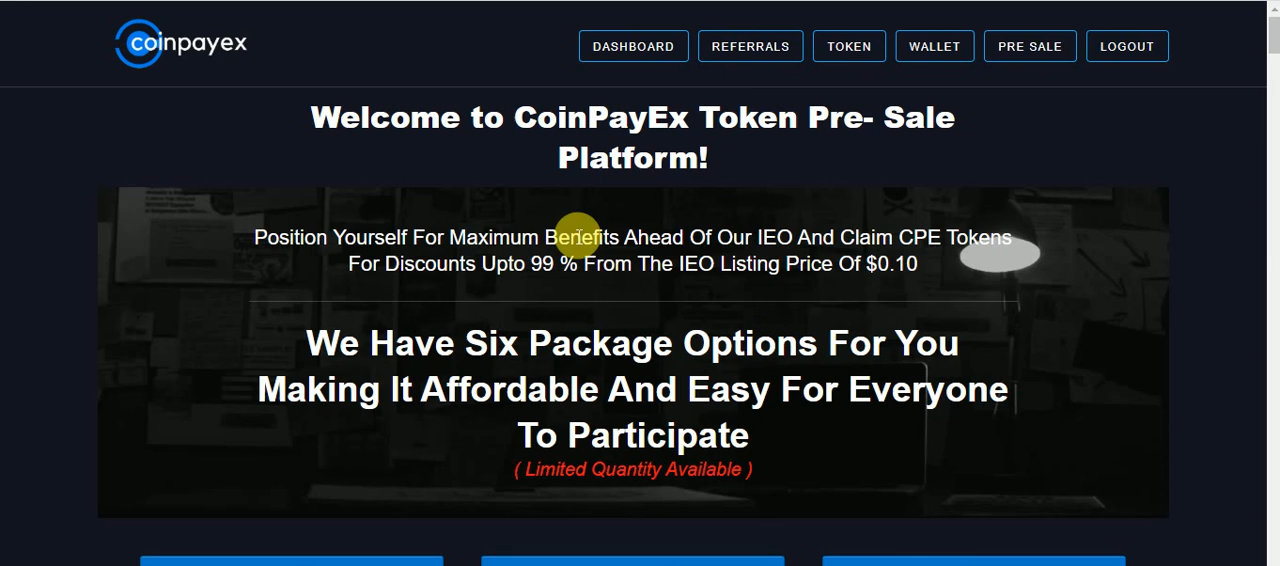 coinpayex
DASHBOARD
REFERRALS
TOKEN
WALLET
PRE SALE
LOGOUT
Welcome to CoinPayEx Token Pre- Sale
Platform!
Position Yourself For Maximum Benefits Ahead Of Our IEO And Claim CPE Tokens
For Discounts Upto 99 % From The IEO Listing Price Of $0.10
We Have Six Package Options For You
Making It Affordable And Easy For Everyone
To Participate
( Limited Quantity Available )